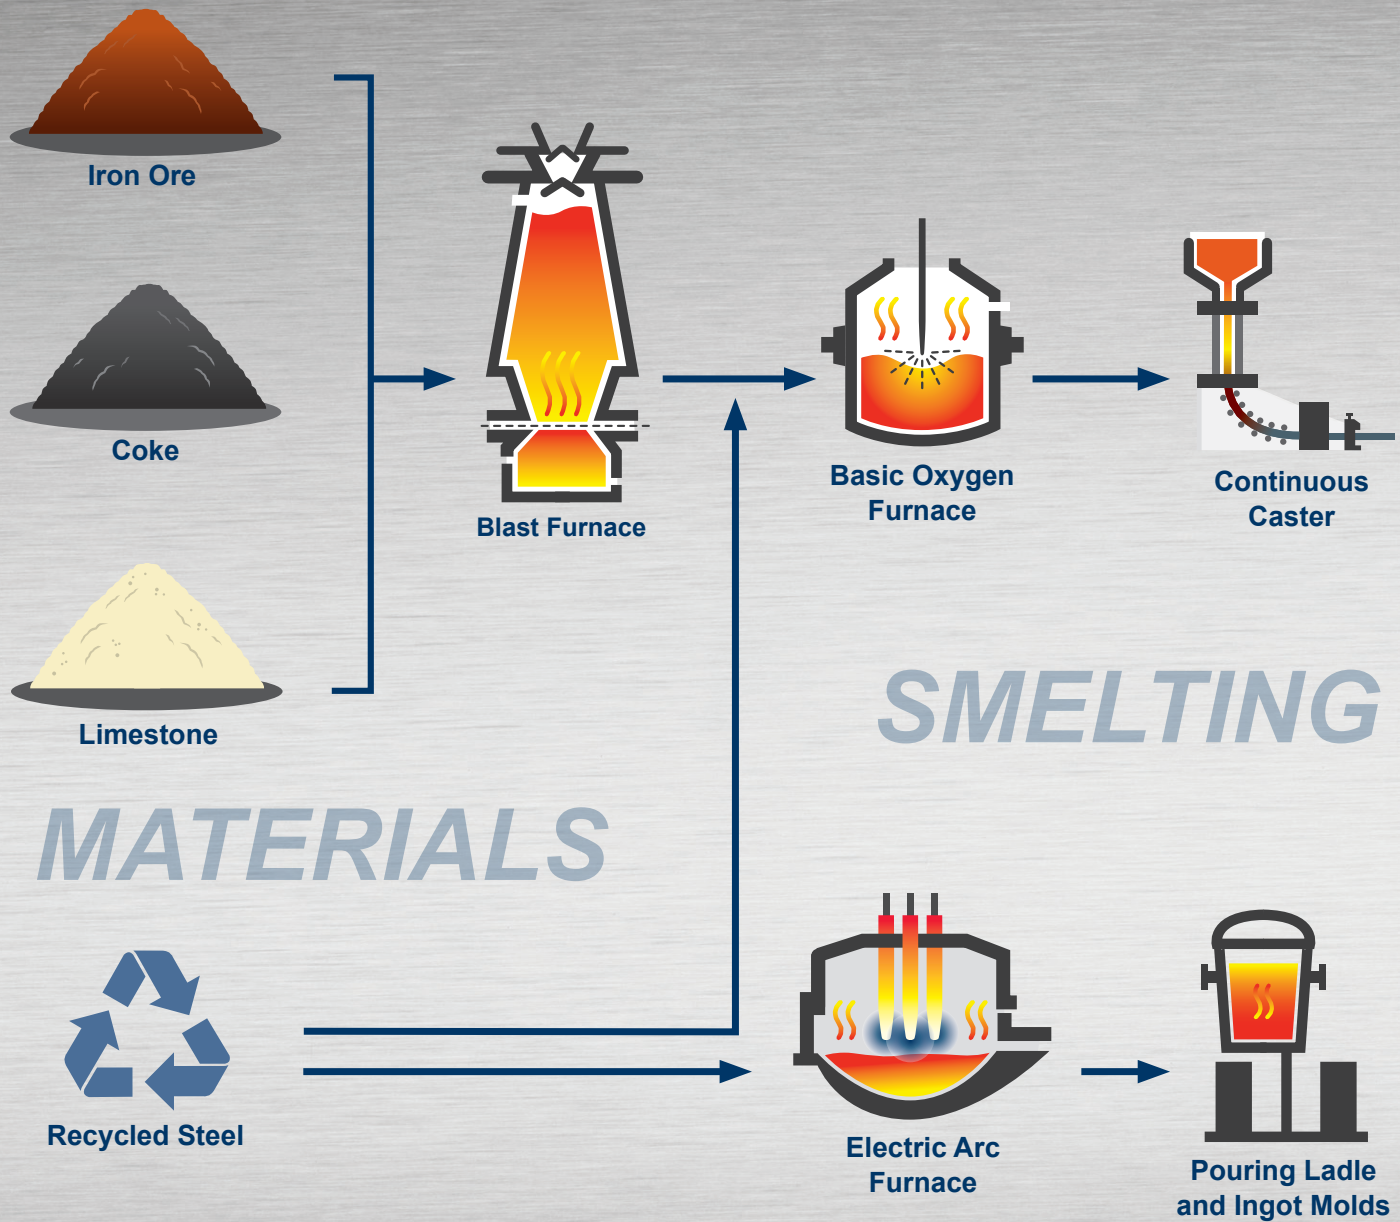 Iron Ore
Coke
Limestone
MATERIALS
Recycled Steel
Blast Furnace
Basic Oxygen
Furnace
Continuous
Caster
SMELTING
Electric Arc
Furnace
Pouring Ladle
and Ingot Molds